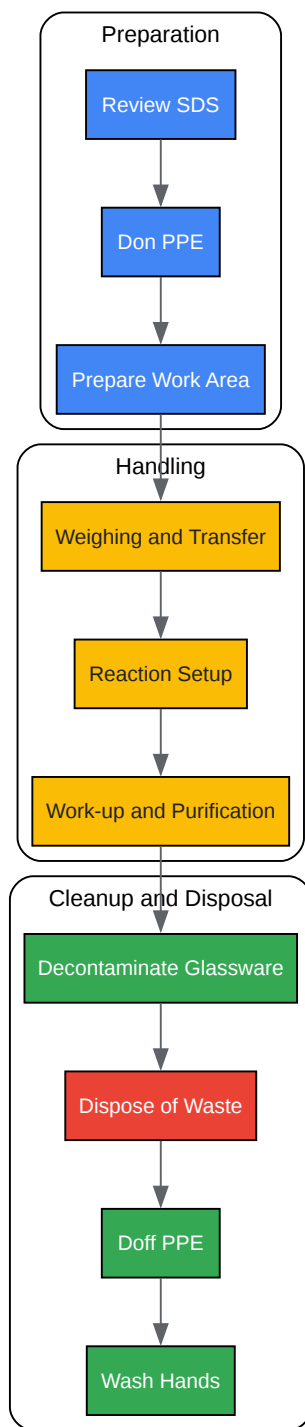 Preparation
Review SDS
Don PPE
Prepare Work Area
Handling
Weighing and Transfer
Reaction Setup
Work-up and Purification
Cleanup and Disposal
Decontaminate Glassware
Dispose of Waste
Doff PPE
Wash Hands